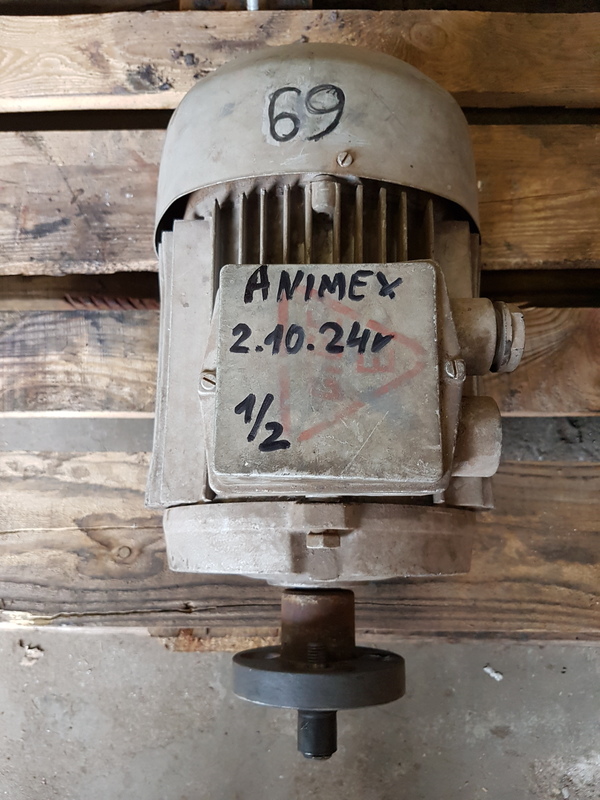 69
ANIMEX
2.10.24r
1/2